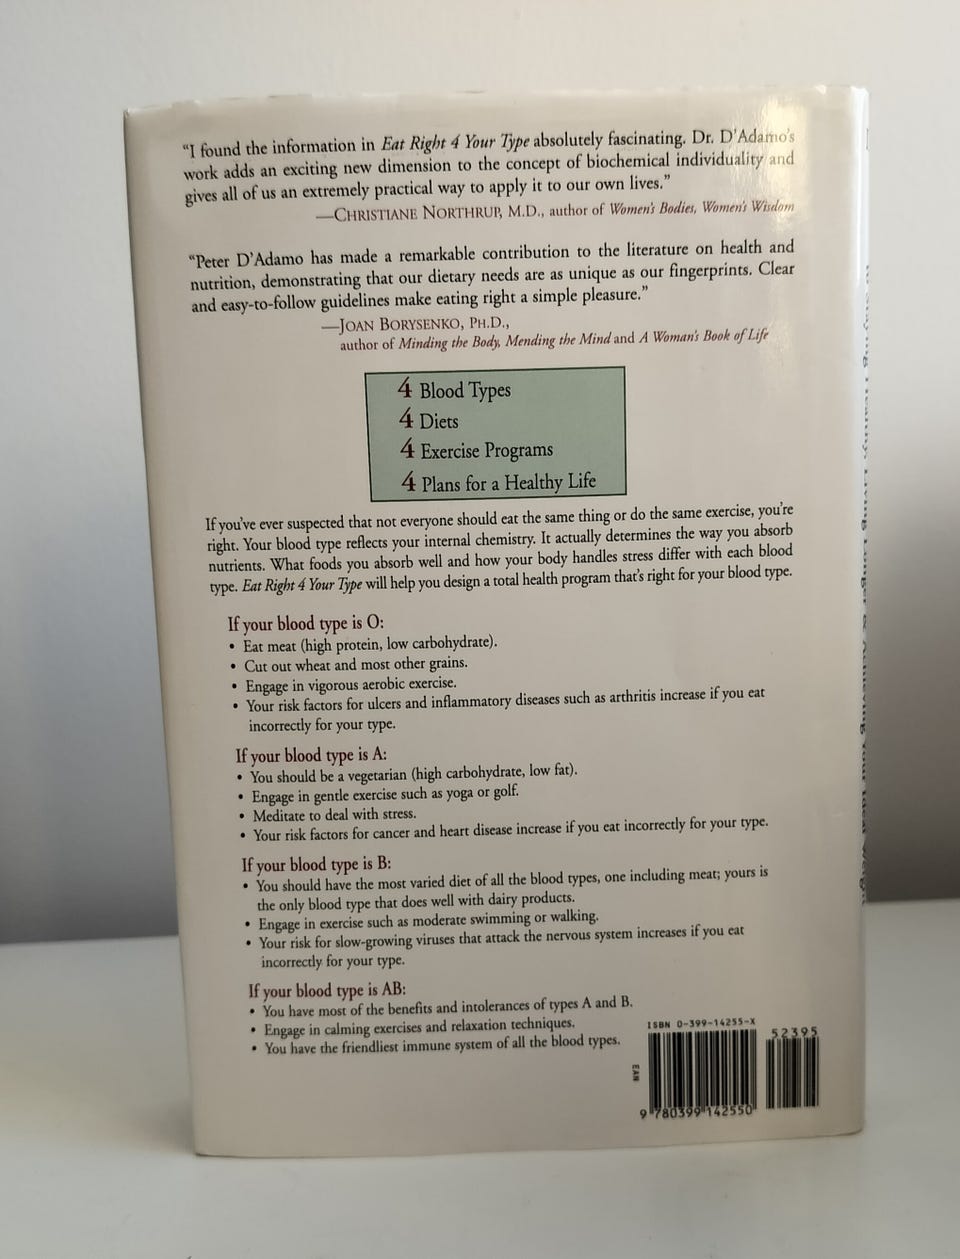 “I found the information in Eat Right 4 Your Type absolutely fascinating. Dr. D’Adamo’s
work adds an exciting new dimension to the concept of biochemical individuality and
gives all of us an extremely practical way to apply it to our own lives.”
—CHRISTIANE NORTHRUP, M.D., author of Women’s Bodies, Women’s Wisdom
“Peter D’Adamo has made a remarkable contribution to the literature on health and
nutrition, demonstrating that our dietary needs are as unique as our fingerprints. Clear
and easy-to-follow guidelines make eating right a simple pleasure.”
—JOAN BORYSENKO, PH.D.,
author of Minding the Body, Mending the Mind and A Woman’s Book of Life
4 Blood Types
4 Diets
4 Exercise Programs
4 Plans for a Healthy Life
If you’ve ever suspected that not everyone should eat the same thing or do the same exercise, you’re
right. Your blood type reflects your internal chemistry. It actually determines the way you absorb
nutrients. What foods you absorb well and how your body handles stress differ with each blood
type. Eat Right 4 Your Type will help you design a total health program that’s right for your blood type.
If your blood type is O:
• Eat meat (high protein, low carbohydrate).
• Cut out wheat and most other grains.
• Engage in vigorous aerobic exercise.
• Your risk factors for ulcers and inflammatory diseases such as arthritis increase if you eat
incorrectly for your type.
If your blood type is A:
• You should be a vegetarian (high carbohydrate, low fat).
• Engage in gentle exercise such as yoga or golf.
• Meditate to deal with stress.
• Your risk factors for cancer and heart disease increase if you eat incorrectly for your type.
If your blood type is B:
• You should have the most varied diet of all the blood types, one including meat; yours is
the only blood type that does well with dairy products.
• Engage in exercise such as moderate swimming or walking.
• Your risk for slow-growing viruses that attack the nervous system increases if you eat
incorrectly for your type.
If your blood type is AB:
• You have most of the benefits and intolerances of types A and B.
• Engage in calming exercises and relaxation techniques.
• You have the friendliest immune system of all the blood types.
ISBN 0-399-14255-X
52395
EAN
9 780399 142550